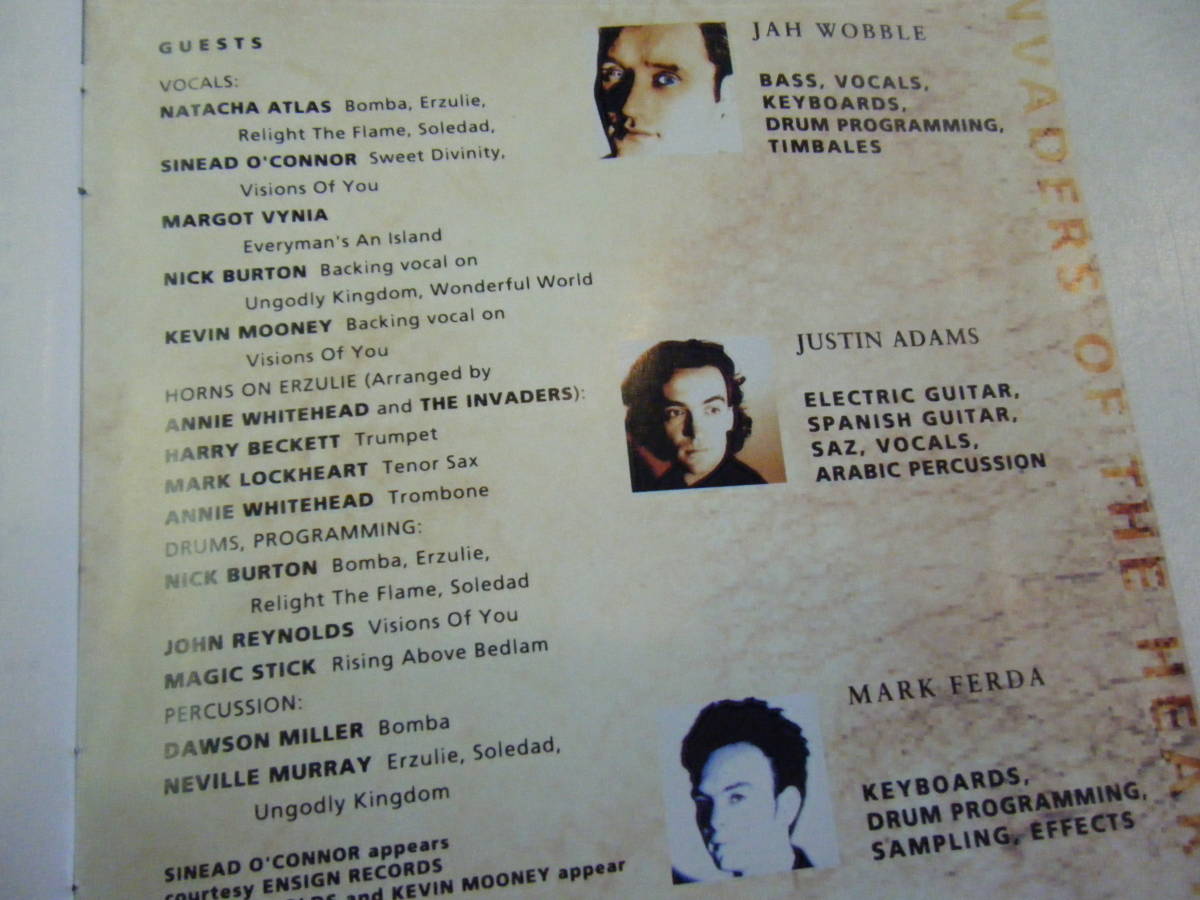 GUESTS
VOCALS:
NATACHA ATLAS Bomba, Erzulie,
Relight The Flame, Soledad,
SINEAD O'CONNOR Sweet Divinity,
Visions Of You
MARGOT VYNIA
Everyman's An Island
NICK BURTON Backing vocal on
Ungodly Kingdom, Wonderful World
KEVIN MOONEY Backing vocal on
Visions Of You
HORNS ON ERZULIE (Arranged by
ANNIE WHITEHEAD and THE INVADERS):
HARRY BECKETT Trumpet
MARK LOCKHEART Tenor Sax
ANNIE WHITEHEAD Trombone
DRUMS, PROGRAMMING:
NICK BURTON Bomba, Erzulie,
Relight The Flame, Soledad
JOHN REYNOLDS Visions Of You
MAGIC STICK Rising Above Bedlam
PERCUSSION:
DAWSON MILLER Bomba
NEVILLE MURRAY Erzulie, Soledad,
Ungodly Kingdom
SINEAD O'CONNOR appears
courtesy ENSIGN RECORDS
and KEVIN MOONEY appear
JAH WOBBLE
BASS, VOCALS,
KEYBOARDS,
DRUM PROGRAMMING,
TIMBALES
JUSTIN ADAMS
ELECTRIC GUITAR,
SPANISH GUITAR,
SAZ, VOCALS,
ARABIC PERCUSSION
MARK FERDA
KEYBOARDS,
DRUM PROGRAMMING,
SAMPLING, EFFECTS
NVADERS OF THE HEAR